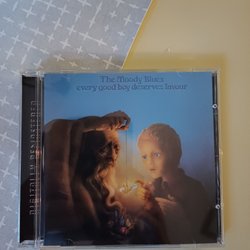 The Moody Blues
every good boy deserves favour
DIGITALLY REMASTERED